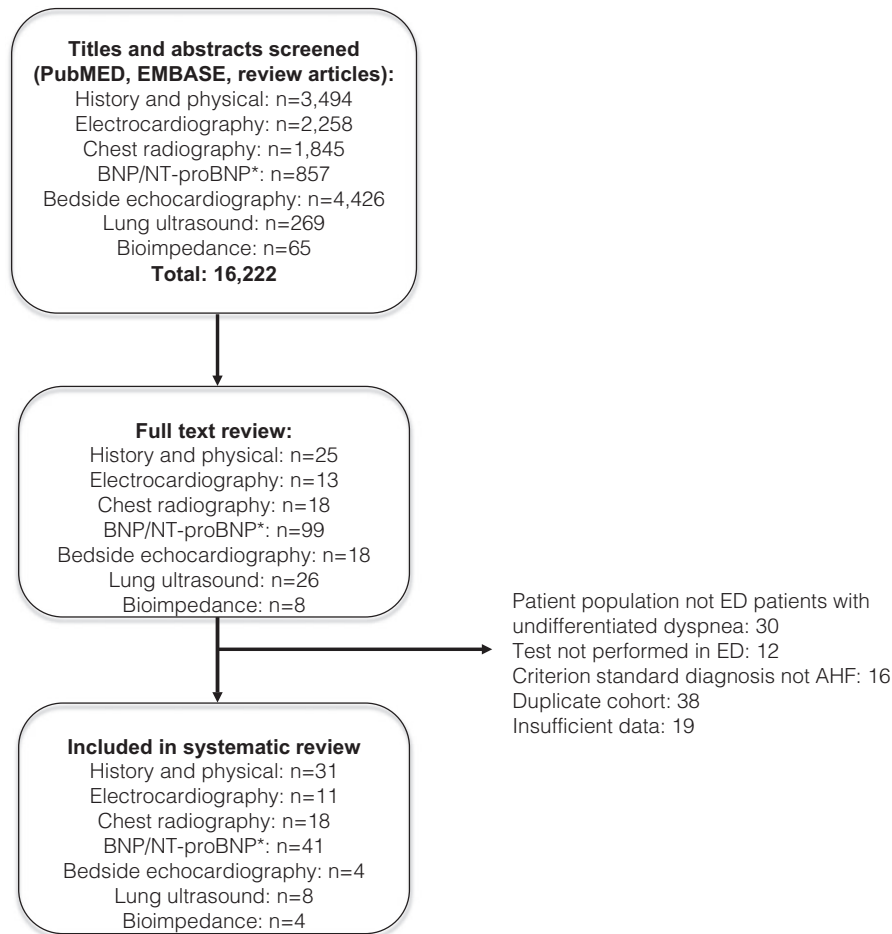 Titles and abstracts screened
(PubMED, EMBASE, review articles):
History and physical: n=3,494
Electrocardiography: n=2,258
Chest radiography: n=1,845
BNP/NT-proBNP*: n=857
Bedside echocardiography: n=4,426
Lung ultrasound: n=269
Bioimpedance: n=65
Total: 16,222
Full text review:
History and physical: n=25
Electrocardiography: n=13
Chest radiography: n=18
BNP/NT-proBNP*: n=99
Bedside echocardiography: n=18
Lung ultrasound: n=26
Bioimpedance: n=8
Patient population not ED patients with
undifferentiated dyspnea: 30
Test not performed in ED: 12
Criterion standard diagnosis not AHF: 16
Duplicate cohort: 38
Insufficient data: 19
Included in systematic review
History and physical: n=31
Electrocardiography: n=11
Chest radiography: n=18
BNP/NT-proBNP*: n=41
Bedside echocardiography: n=4
Lung ultrasound: n=8
Bioimpedance: n=4